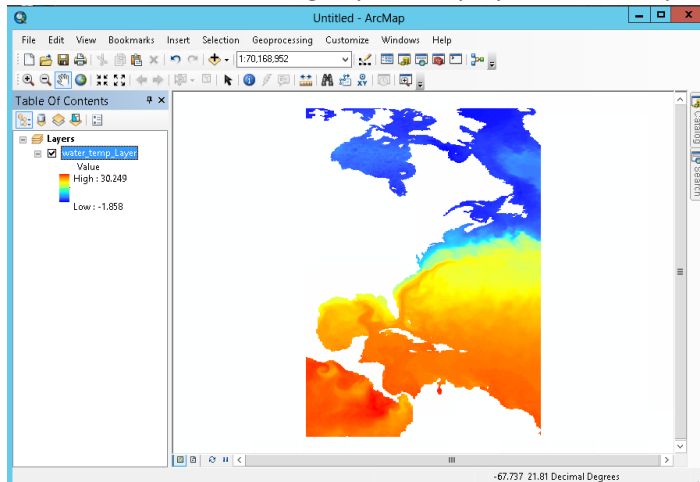 Untitled - ArcMap
File Edit View Bookmarks Insert Selection Geoprocessing Customize Windows Help
1:70,168,952
Table Of Contents
Layers
water_temp_Layer
Value
High : 30.249
Low : -1.858
Catalog
Search
-67.737 21.81 Decimal Degrees